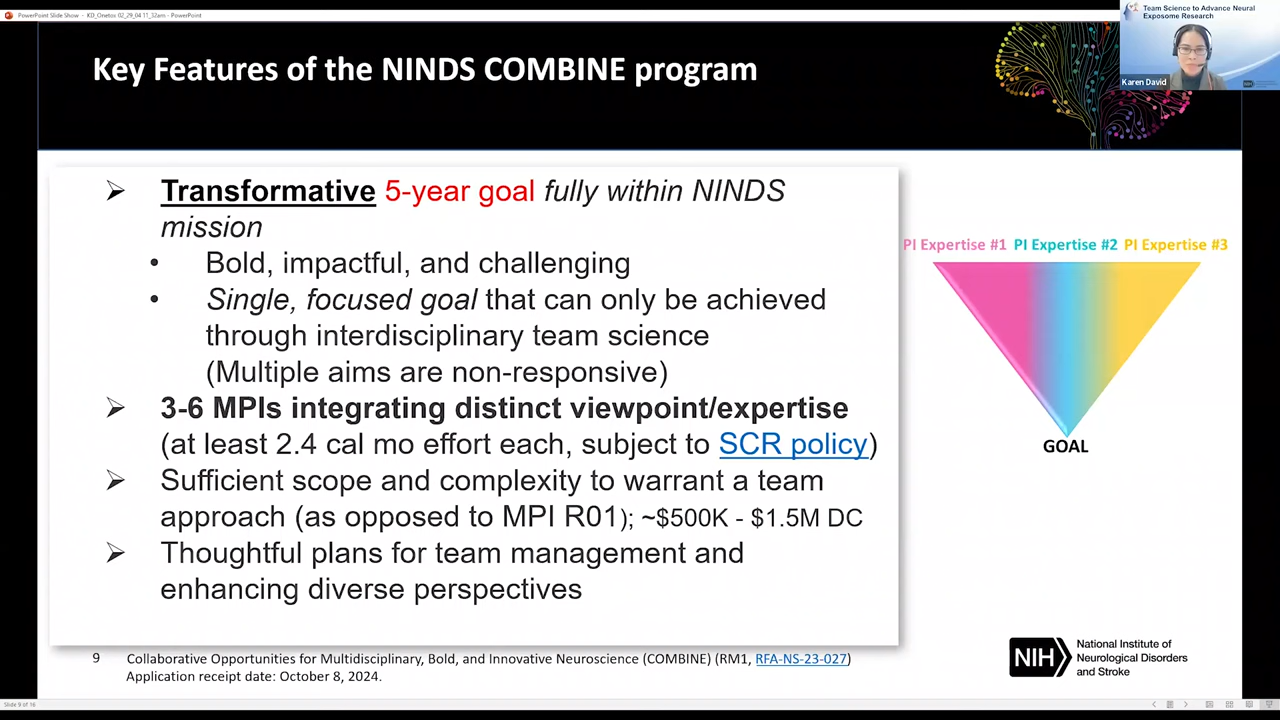 PowerPoint Slide Show - KD_Onetoo 02_29_04 11_32am - PowerPoint
Team Science to Advance Neural
Exposome Research
Karen David
Key Features of the NINDS COMBINE program
➢ Transformative 5-year goal fully within NINDS
mission
• Bold, impactful, and challenging
• Single, focused goal that can only be achieved
through interdisciplinary team science
(Multiple aims are non-responsive)
➢ 3-6 MPIs integrating distinct viewpoint/expertise
(at least 2.4 cal mo effort each, subject to SCR policy)
➢ Sufficient scope and complexity to warrant a team
approach (as opposed to MPI R01); ~$500K - $1.5M DC
➢ Thoughtful plans for team management and
enhancing diverse perspectives
PI Expertise #1 PI Expertise #2 PI Expertise #3
GOAL
9 Collaborative Opportunities for Multidisciplinary, Bold, and Innovative Neuroscience (COMBINE) (RM1, RFA-NS-23-027)
Application receipt date: October 8, 2024.
NIH
National Institute of
Neurological Disorders
and Stroke
Slide 9 of 16